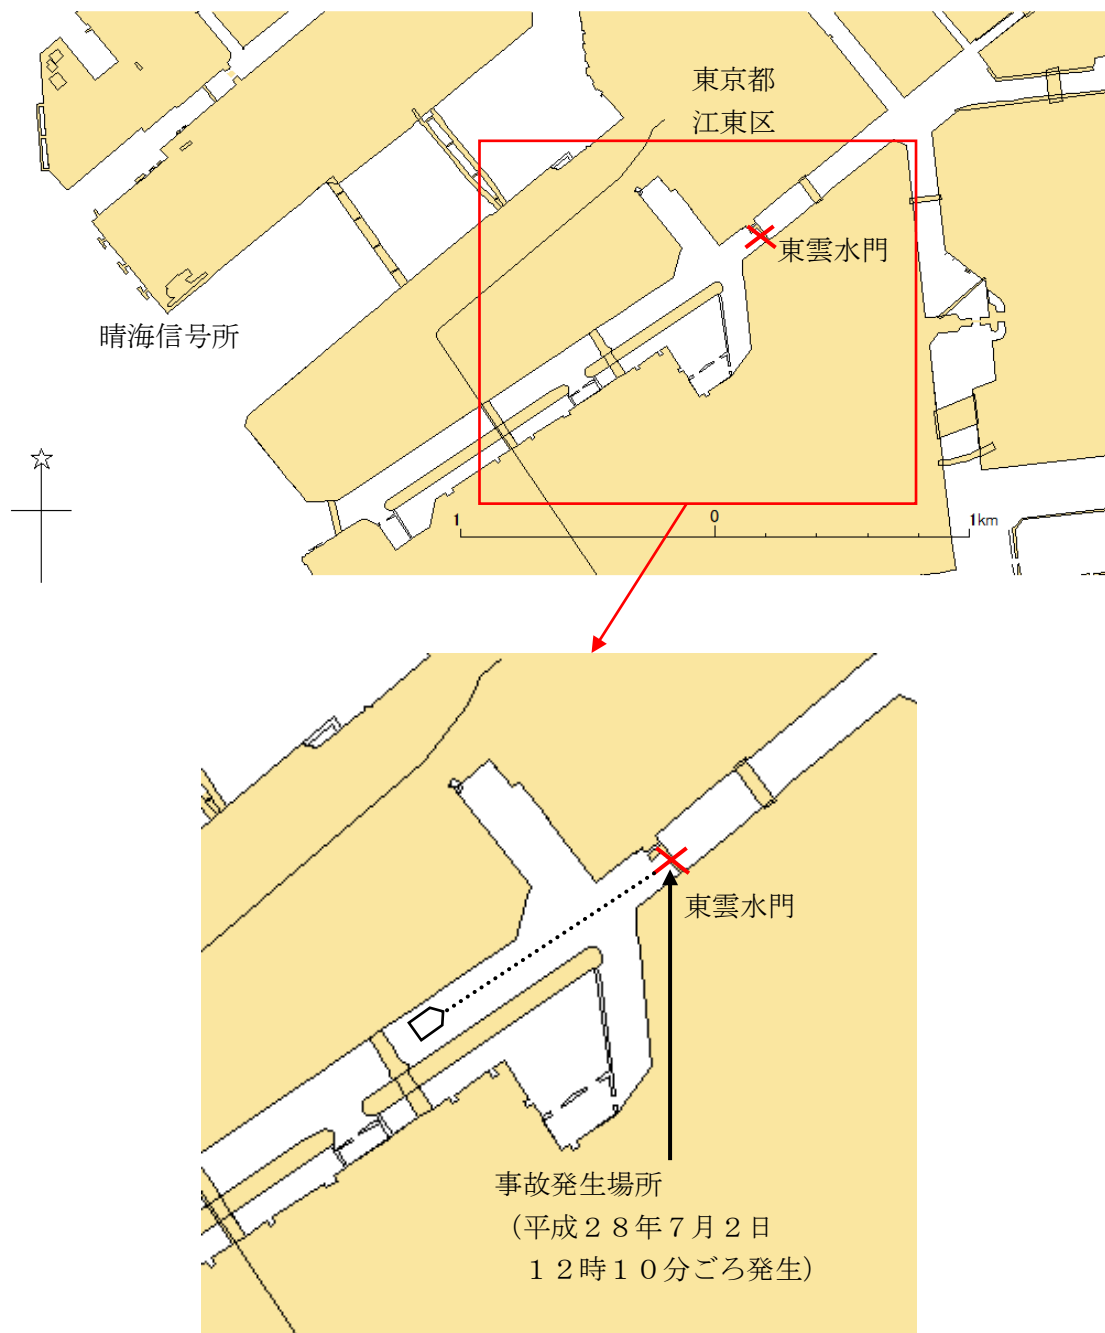 東京都
江東区
東雲水門
晴海信号所
1 0 1km
東雲水門
事故発生場所
（平成２８年７月２日
１２時１０分ごろ発生）